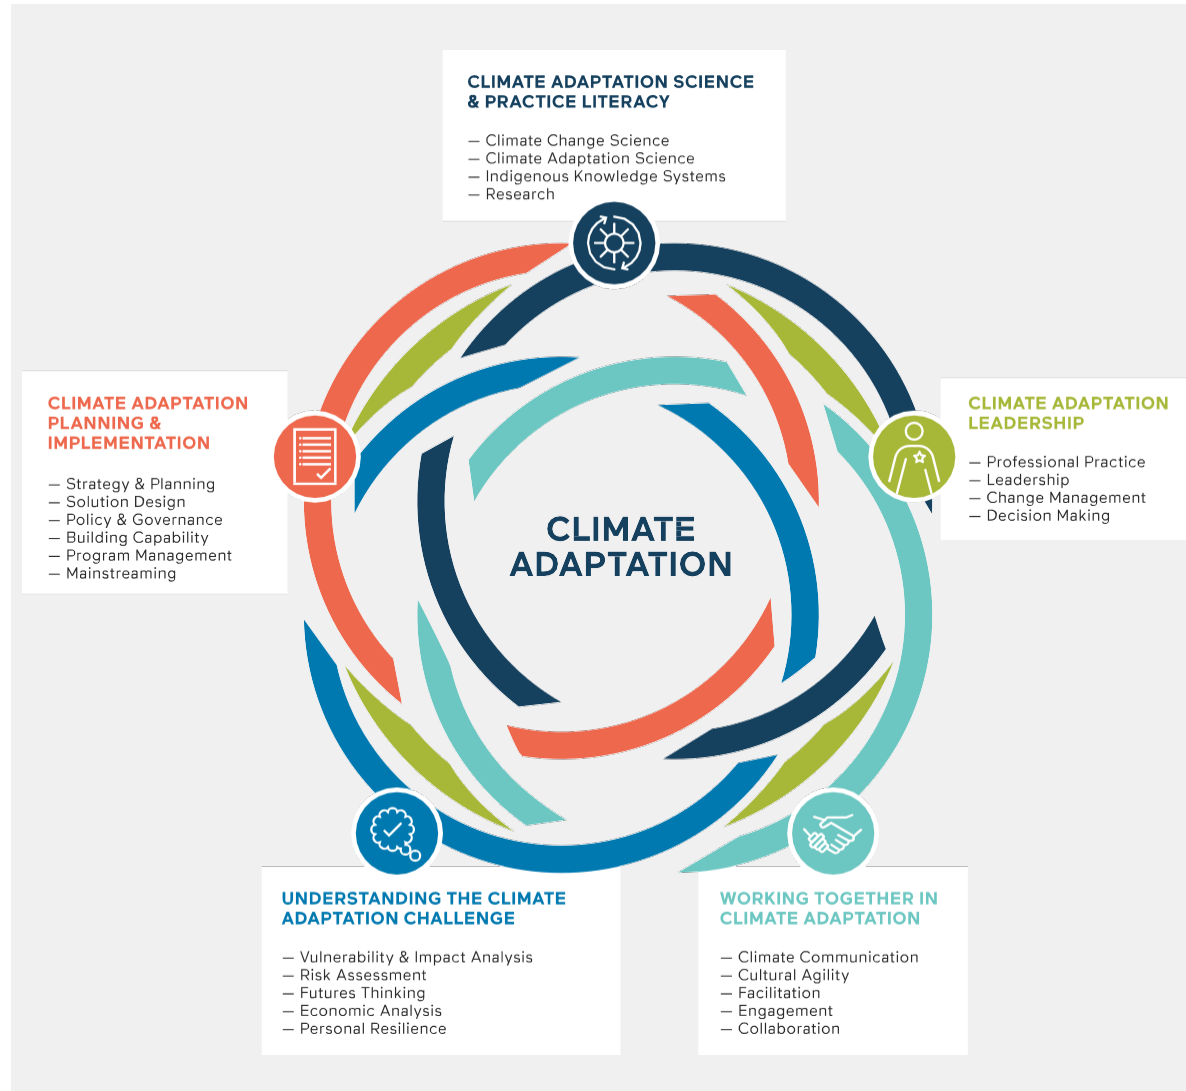 CLIMATE ADAPTATION SCIENCE
& PRACTICE LITERACY
— Climate Change Science
— Climate Adaptation Science
— Indigenous Knowledge Systems
— Research
CLIMATE ADAPTATION
PLANNING &
IMPLEMENTATION
— Strategy & Planning
— Solution Design
— Policy & Governance
— Building Capability
— Program Management
— Mainstreaming
CLIMATE ADAPTATION
LEADERSHIP
— Professional Practice
— Leadership
— Change Management
— Decision Making
CLIMATE
ADAPTATION
UNDERSTANDING THE CLIMATE
ADAPTATION CHALLENGE
— Vulnerability & Impact Analysis
— Risk Assessment
— Futures Thinking
— Economic Analysis
— Personal Resilience
WORKING TOGETHER IN
CLIMATE ADAPTATION
— Climate Communication
— Cultural Agility
— Facilitation
— Engagement
— Collaboration